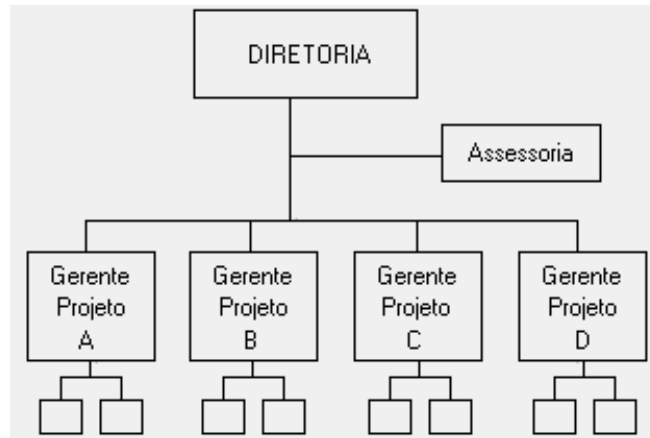 DIRETORIA
Assessoria
Gerente
Projeto
A
Gerente
Projeto
B
Gerente
Projeto
C
Gerente
Projeto
D